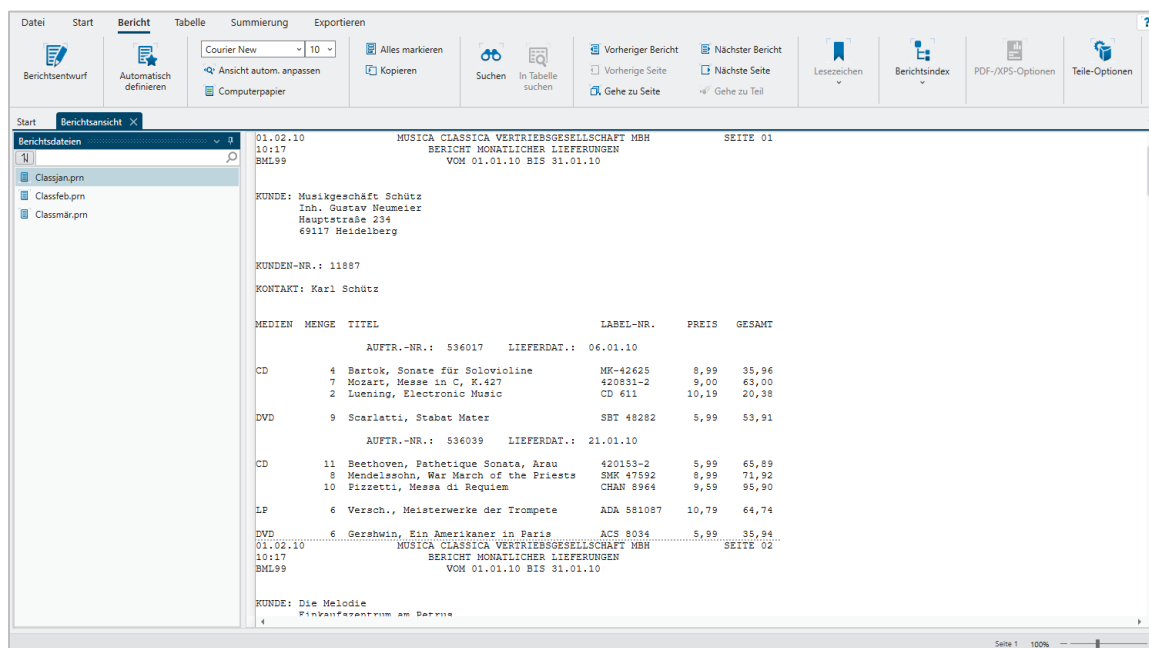 Datei Start Bericht Tabelle Summierung Exportieren ?
Berichtsentwurf
Automatisch definieren
Courier New 10
Ansicht autom. anpassen
Computerpapier
Alles markieren
Kopieren
Suchen
In Tabelle suchen
Vorheriger Bericht
Vorherige Seite
Gehe zu Seite
Nächster Bericht
Nächste Seite
Gehe zu Teil
Lesezeichen
Berichtsindex
PDF-/XPS-Optionen
Teile-Optionen
Start Berichtsansicht
Berichtsdateien
Classjan.prn
Classfeb.prn
Classmär.prn
01.02.10 MUSICA CLASSICA VERTRIEBSGESELLSCHAFT MBH SEITE 01
10:17 BERICHT MONATLICHER LIEFERUNGEN
BML99 VOM 01.01.10 BIS 31.01.10
KUNDE: Musikgeschäft Schütz
Inh. Gustav Neumeier
Hauptstraße 234
69117 Heidelberg
KUNDEN-NR.: 11887
KONTAKT: Karl Schütz
MEDIEN MENGE TITEL LABEL-NR. PREIS GESAMT
AUFTR.-NR.: 536017 LIEFERDAT.: 06.01.10
CD 4 Bartok, Sonate für Solovioline MK-42625 8,99 35,96
7 Mozart, Messe in C, K.427 420831-2 9,00 63,00
2 Luening, Electronic Music CD 611 10,19 20,38
DVD 9 Scarlatti, Stabat Mater SBT 48282 5,99 53,91
AUFTR.-NR.: 536039 LIEFERDAT.: 21.01.10
CD 11 Beethoven, Pathetique Sonata, Arau 420153-2 5,99 65,89
8 Mendelssohn, War March of the Priests SMK 47592 8,99 71,92
10 Pizzetti, Messa di Requiem CHAN 8964 9,59 95,90
LP 6 Versch., Meisterwerke der Trompete ADA 581087 10,79 64,74
DVD 6 Gershwin, Ein Amerikaner in Paris ACS 8034 5,99 35,94
01.02.10 MUSICA CLASSICA VERTRIEBSGESELLSCHAFT MBH SEITE 02
10:17 BERICHT MONATLICHER LIEFERUNGEN
BML99 VOM 01.01.10 BIS 31.01.10
KUNDE: Die Melodie
Einkaufszentrum am Petrus
Seite 1 100%